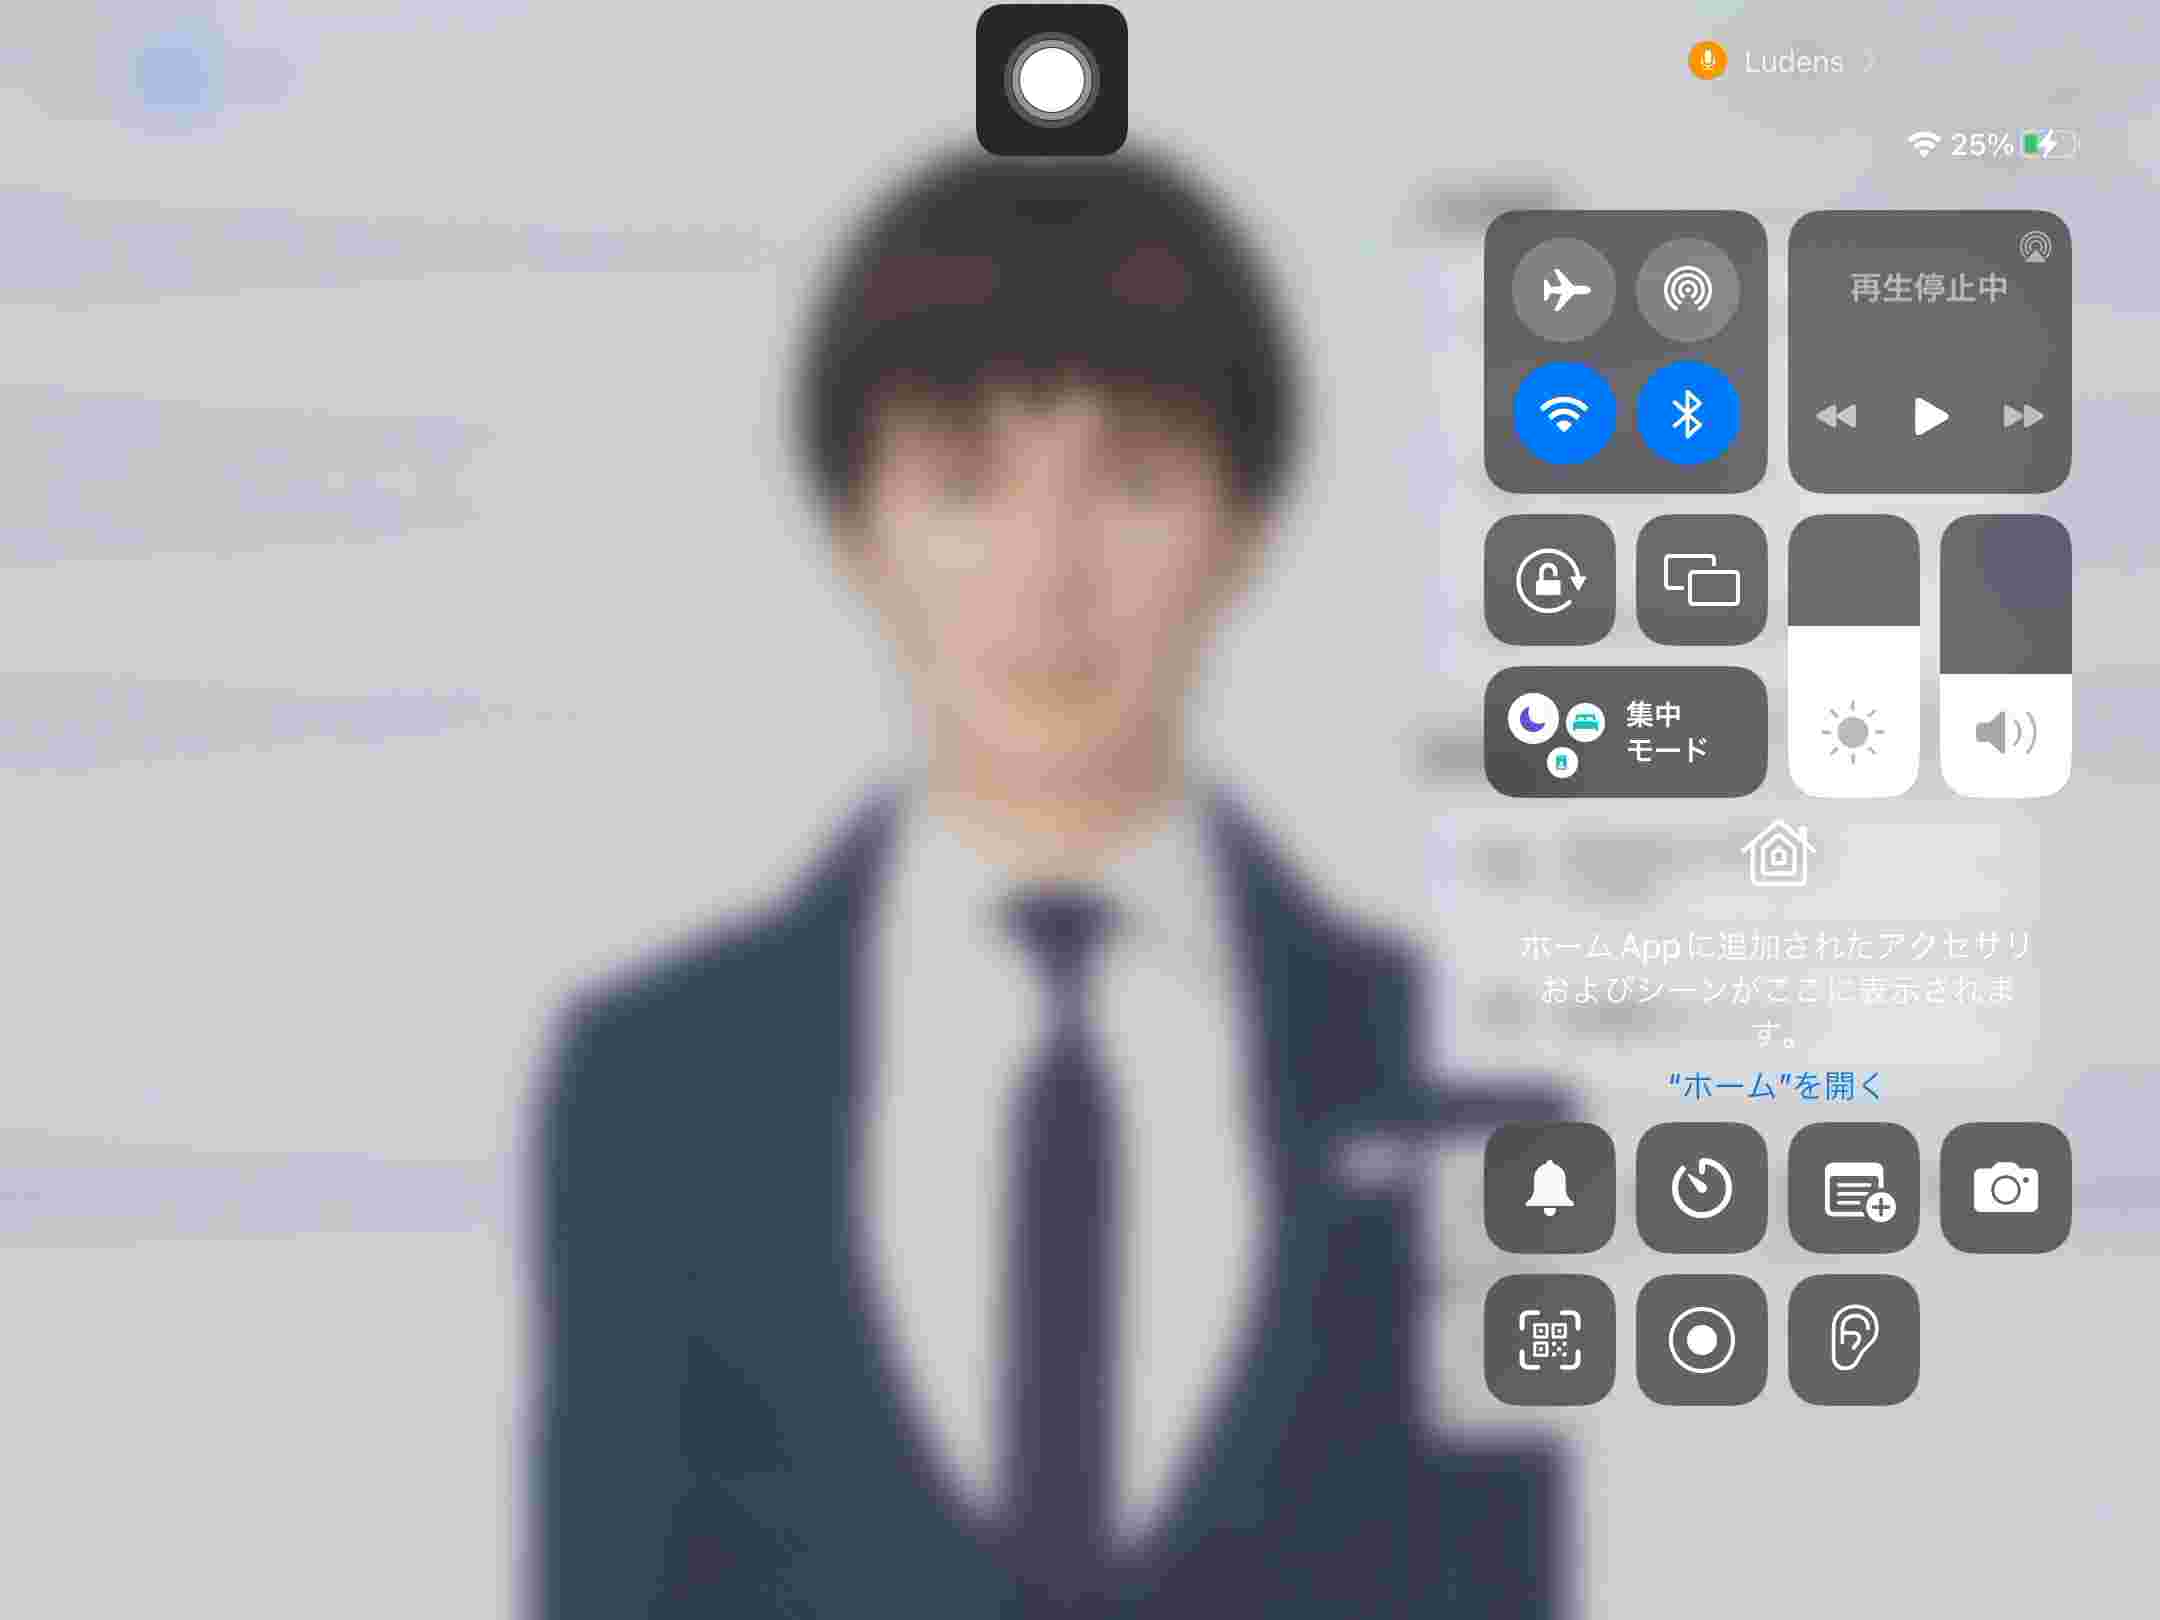 Ludens
25%
再生停止中
集中
モード
ホーム Appに追加されたアクセサリ
およびシーンがここに表示されま
す。
“ホーム”を開く